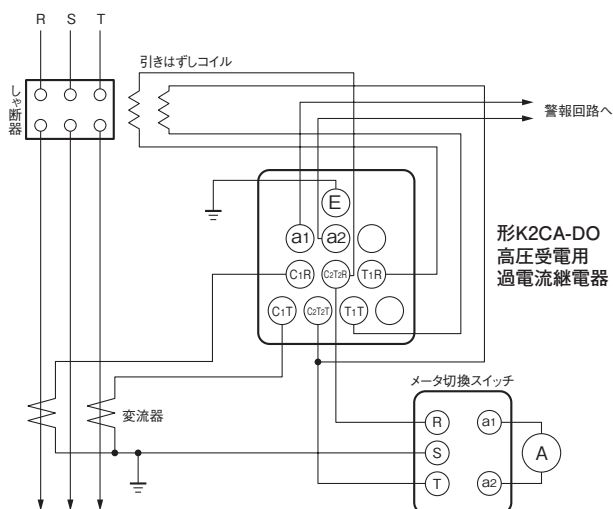 R S T
引きはずしコイル
しゃ断器
警報回路へ
E
a1 a2
C1R C2T2R T1R
C1T C2T2T T1T
形K2CA-DO
高圧受電用
過電流継電器
変流器
メータ切換スイッチ
R a1
S A
T a2